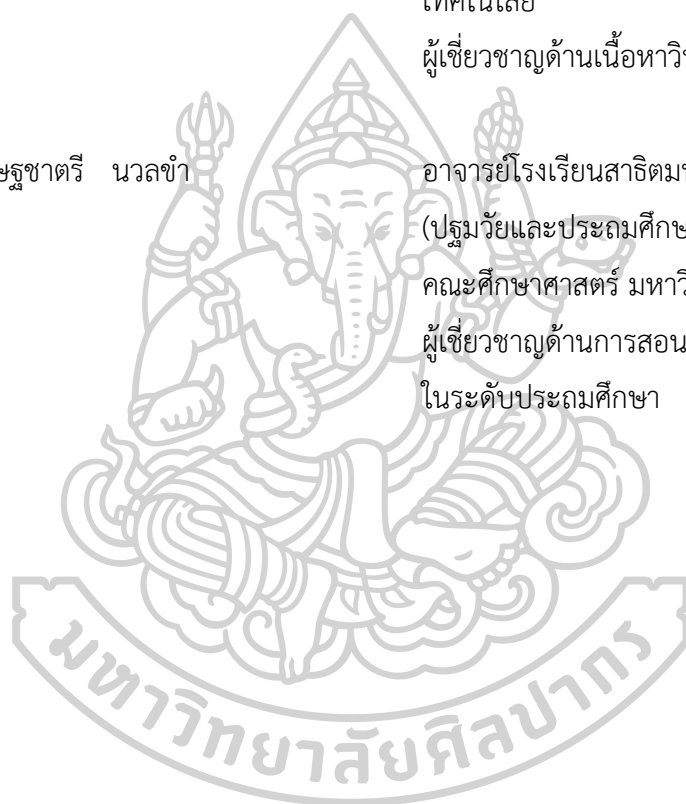 เทคโนโลยี
ผู้เชี่ยวชาญด้านเนื้อหาวิ
นวลขำ
อาจารย์โรงเรียนสาธิตม
(ปฐมวัยและประถมศึกษ
คณะศึกษาศาสตร์ มหาวิ
ผู้เชี่ยวชาญด้านการสอน
ในระดับประถมศึกษา
มหาวิทยาลัยศิลปากร